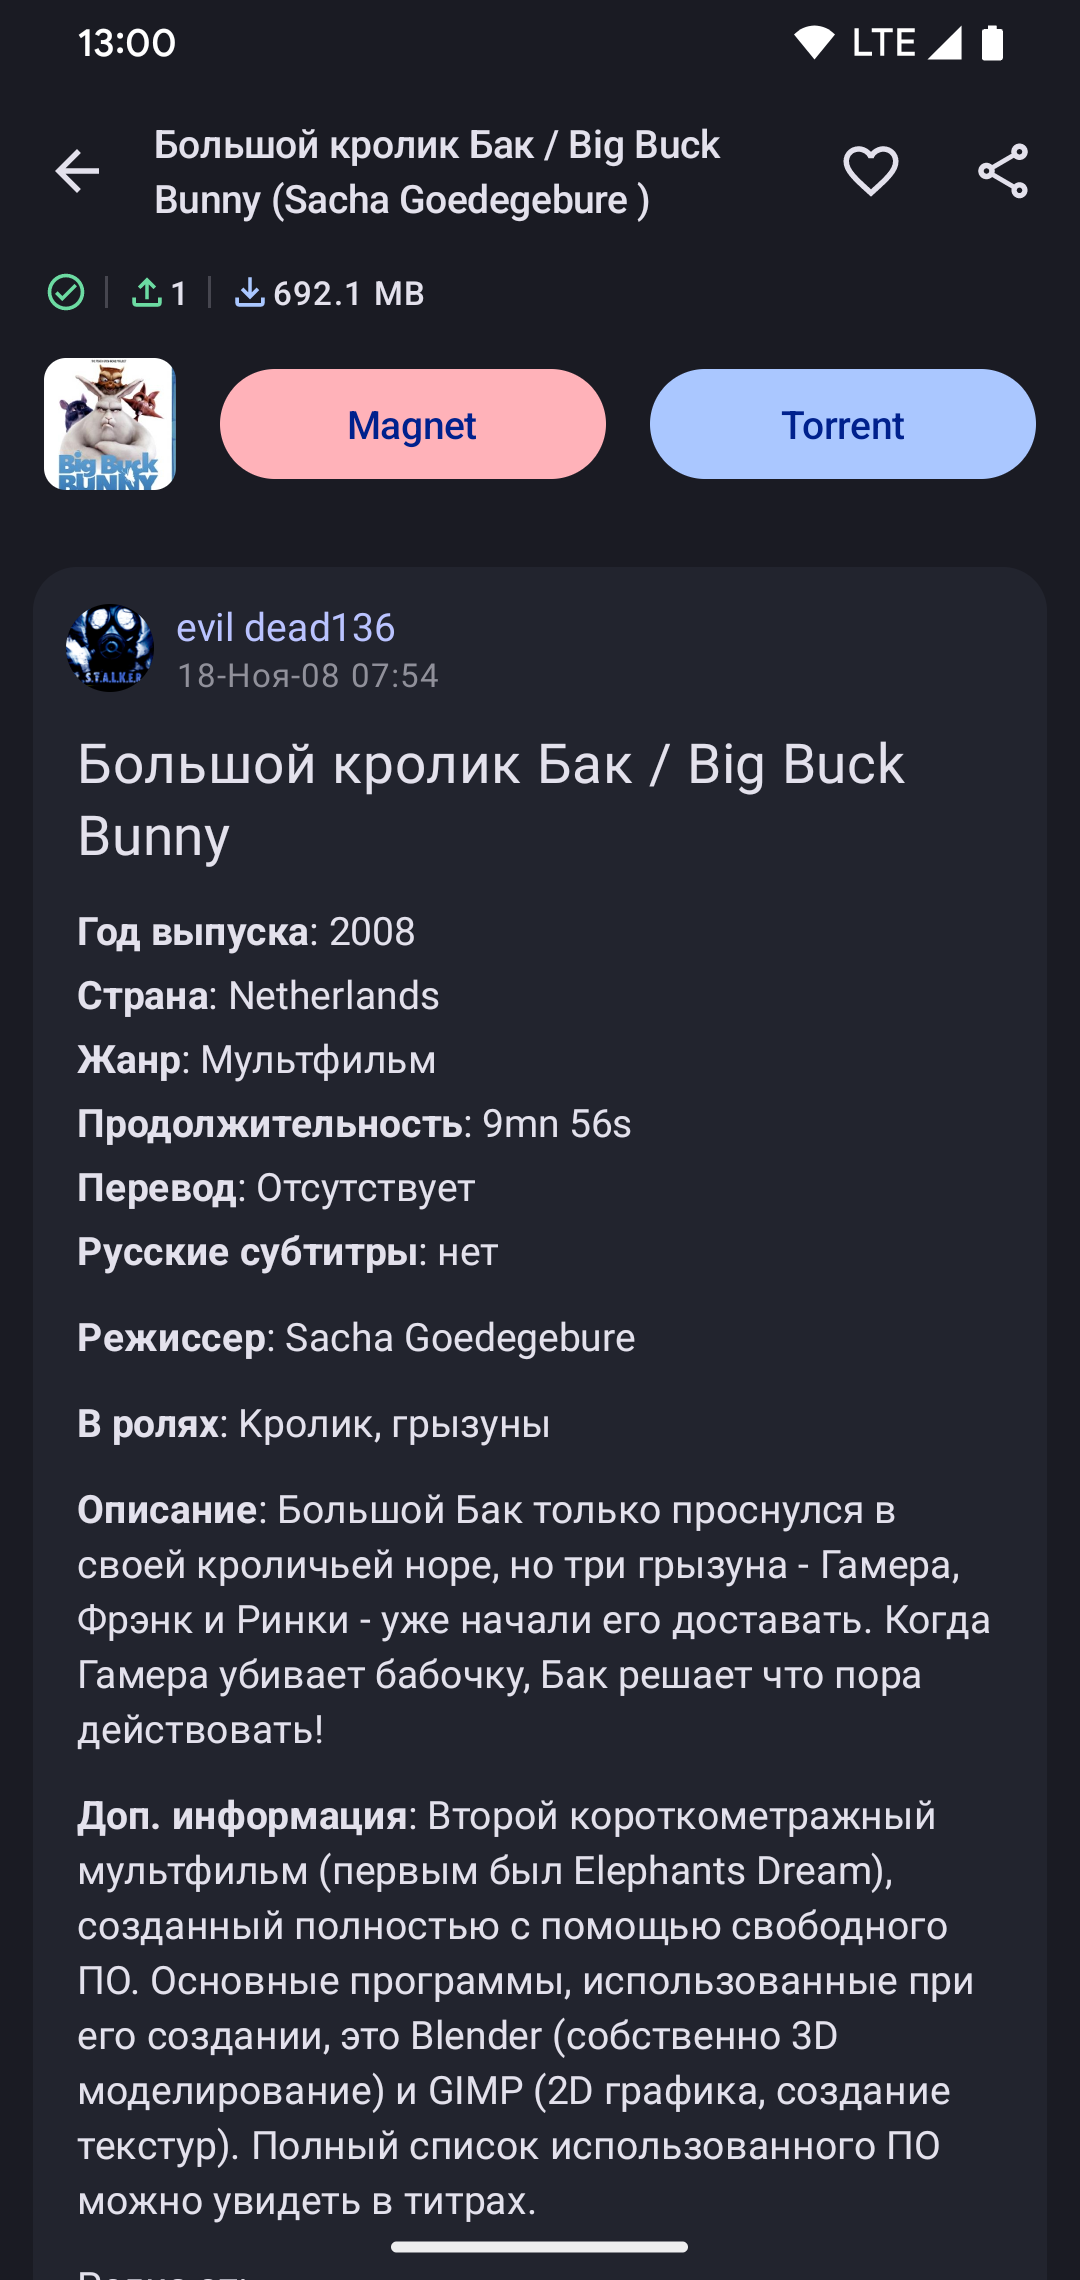 13:00 LTE
Большой кролик Бак / Big Buck
Bunny (Sacha Goedegebure )
1 692.1 MB
Big Buck
BUNNY
Magnet
Torrent
S.T.A.L.K.E.R
evil dead136
18-Ноя-08 07:54
Большой кролик Бак / Big Buck
Bunny
Год выпуска: 2008
Страна: Netherlands
Жанр: Мультфильм
Продолжительность: 9mn 56s
Перевод: Отсутствует
Русские субтитры: нет
Режиссер: Sacha Goedegebure
В ролях: Кролик, грызуны
Описание: Большой Бак только проснулся в
своей кроличьей норе, но три грызуна - Гамера,
Фрэнк и Ринки - уже начали его доставать. Когда
Гамера убивает бабочку, Бак решает что пора
действовать!
Доп. информация: Второй короткометражный
мультфильм (первым был Elephants Dream),
созданный полностью с помощью свободного
ПО. Основные программы, использованные при
его создании, это Blender (собственно 3D
моделирование) и GIMP (2D графика, создание
текстур). Полный список использованного ПО
можно увидеть в титрах.